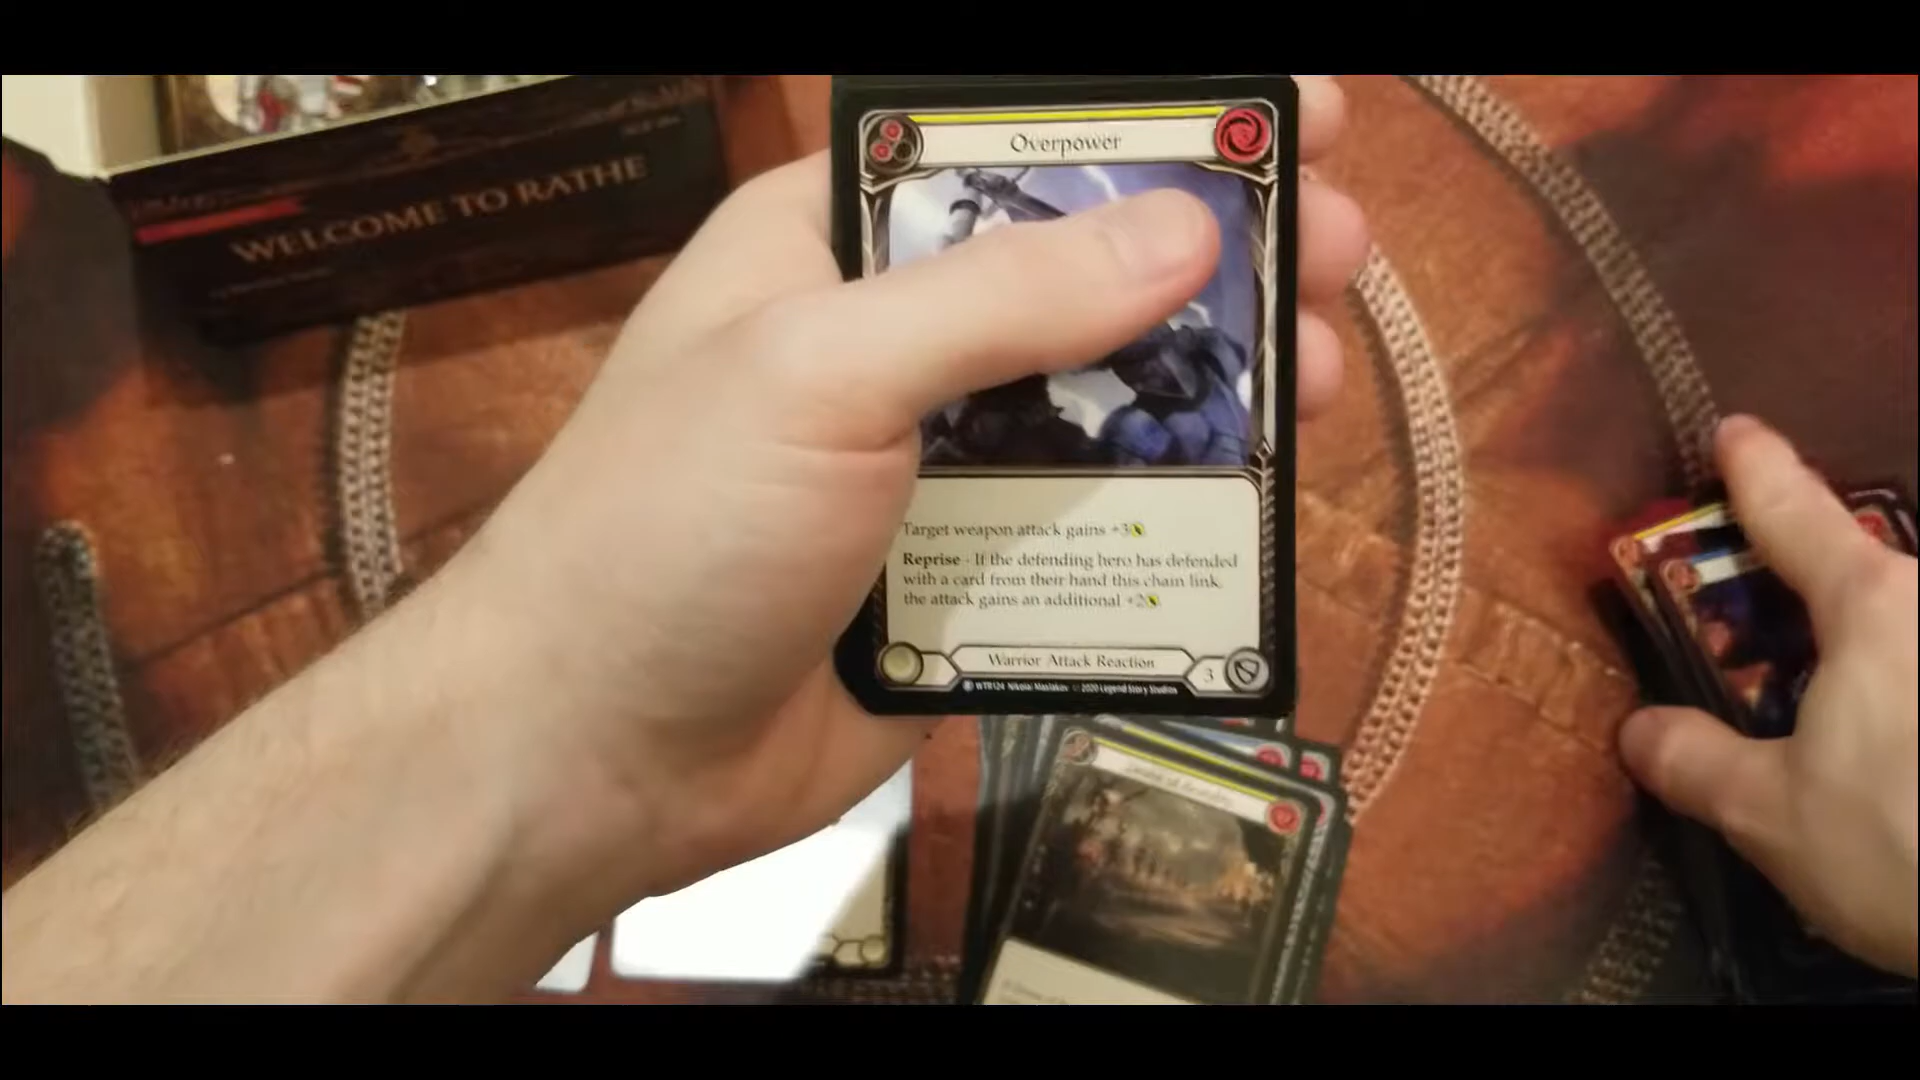 WELCOME TO RATHE
Overpower
Target weapon attack gains +3
Reprise - If the defending hero has defended
with a card from their hand this chain link,
the attack gains an additional +2
Warrior Attack Reaction
3
WTR124 Nikolai Maslakov © 2020 Legend Story Studios